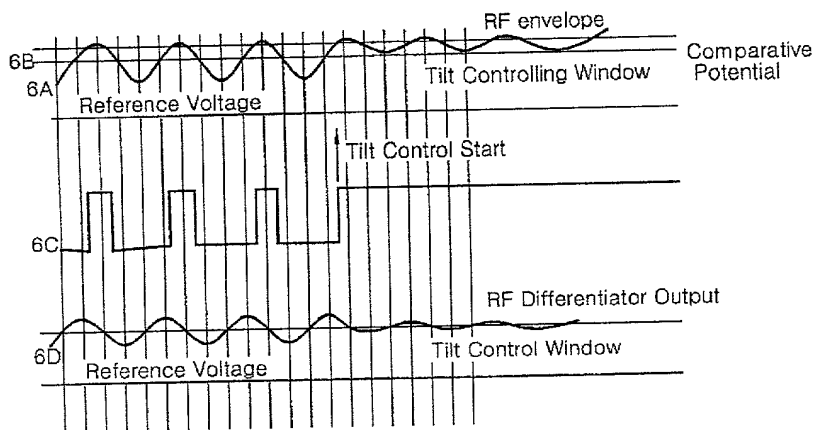 RF envelope
6B
Comparative
Potential
6A
Tilt Controlling Window
Reference Voltage
Tilt Control Start
6C
RF Differentiator Output
6D
Tilt Control Window
Reference Voltage